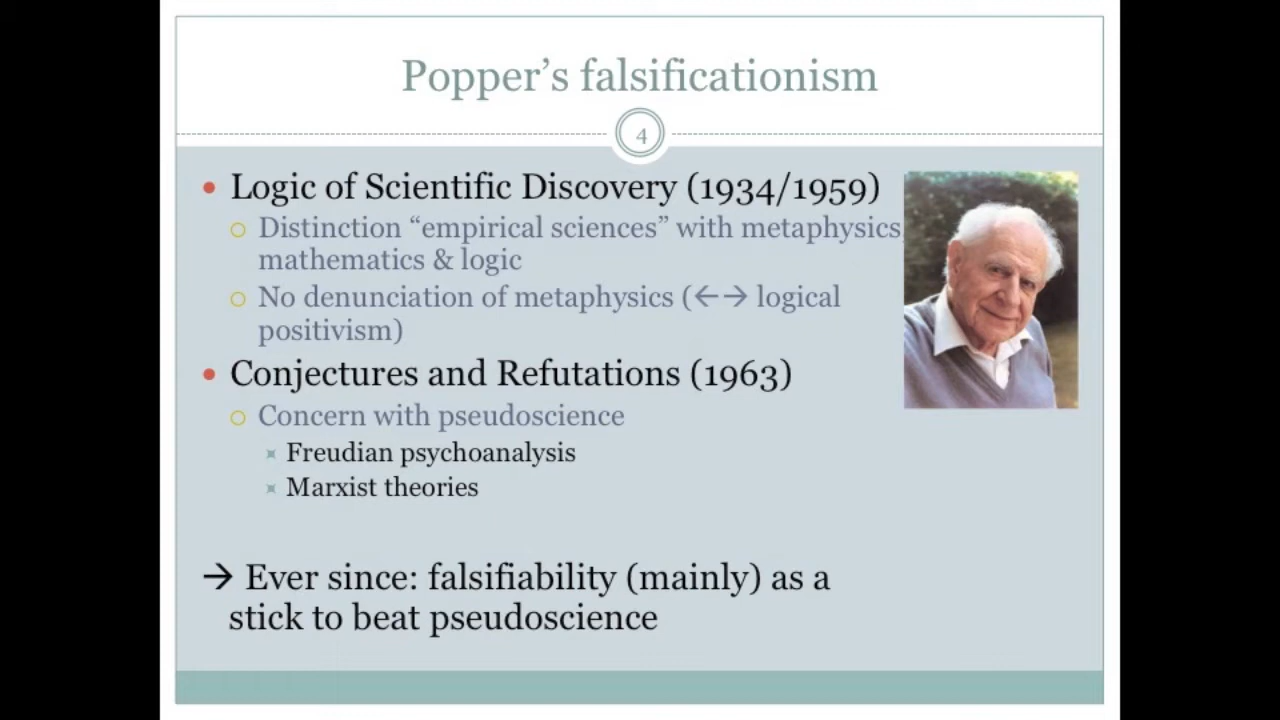 Popper’s falsificationism
4
• Logic of Scientific Discovery (1934/1959)
○ Distinction “empirical sciences” with metaphysics,
mathematics & logic
○ No denunciation of metaphysics (←→ logical
positivism)
• Conjectures and Refutations (1963)
○ Concern with pseudoscience
Freudian psychoanalysis
Marxist theories
→ Ever since: falsifiability (mainly) as a
stick to beat pseudoscience